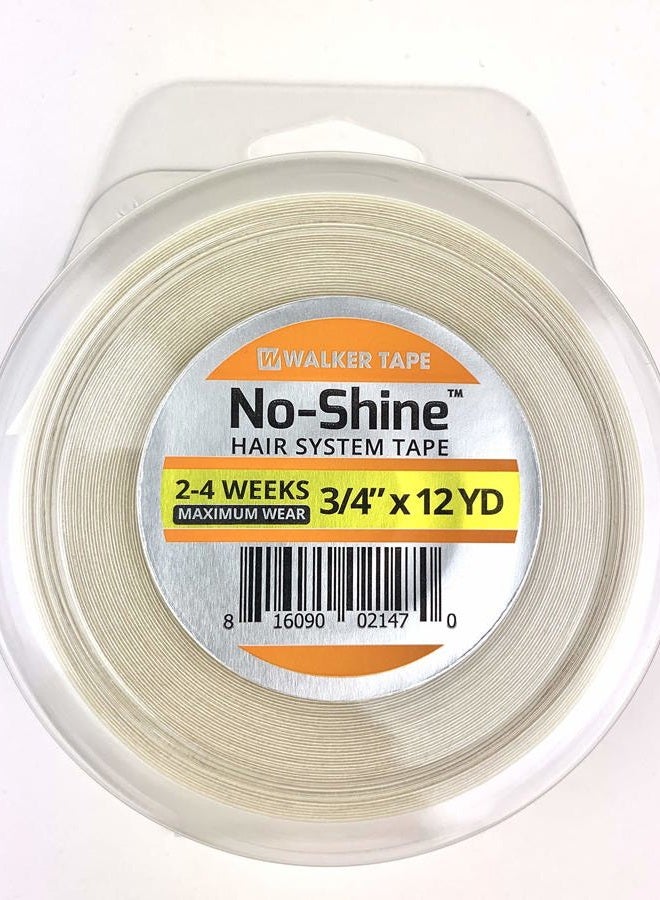 WALKER TAPE
No-Shine™
HAIR SYSTEM TAPE
2-4 WEEKS
MAXIMUM WEAR
3/4” x 12 YD
8 16090 02147 0